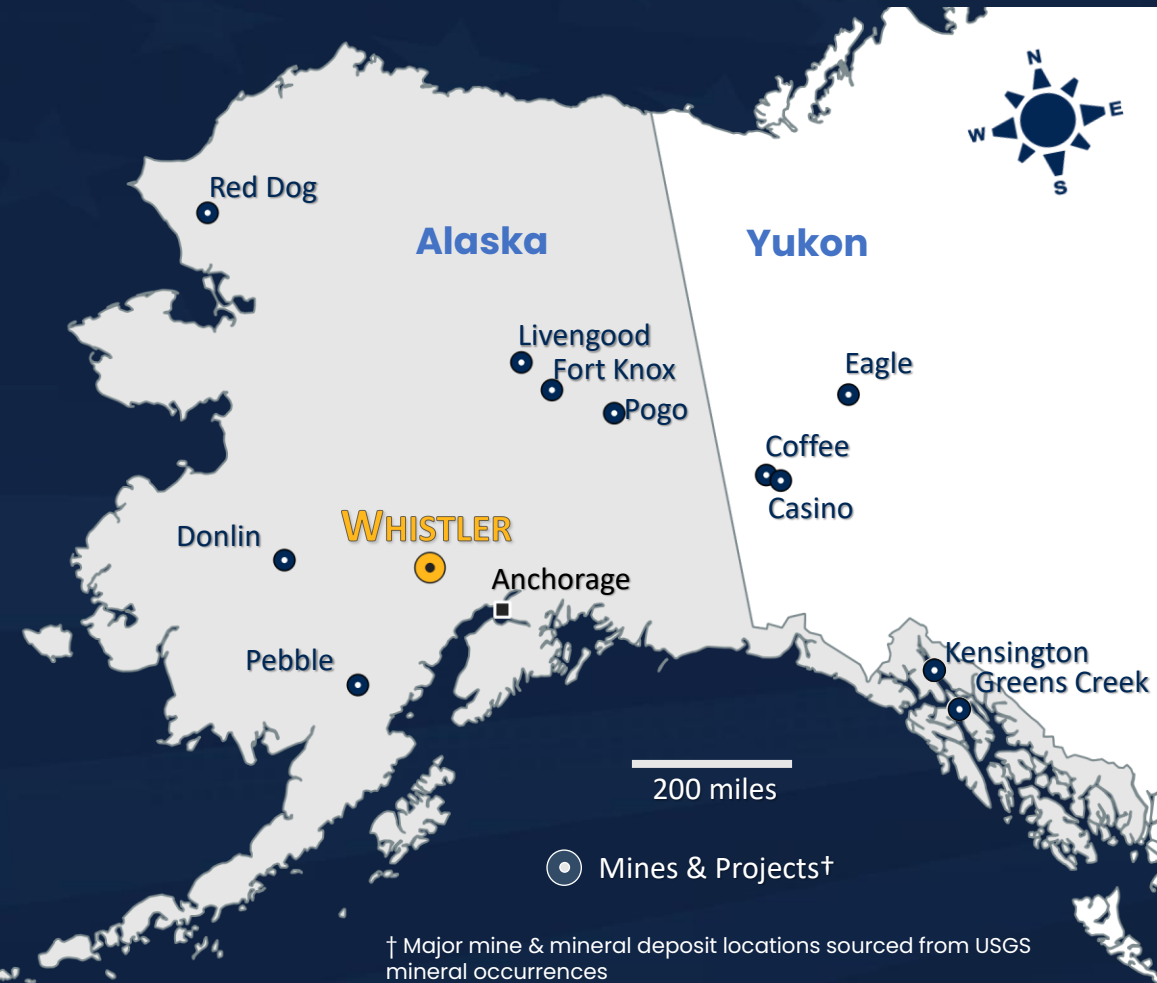 N
W
E
S
Red Dog
Alaska
Yukon
Livengood
Fort Knox
Pogo
Eagle
Coffee
Casino
WHISTLER
Donlin
Anchorage
Pebble
Kensington
Greens Creek
200 miles
Mines & Projects†
† Major mine & mineral deposit locations sourced from USGS
mineral occurrences